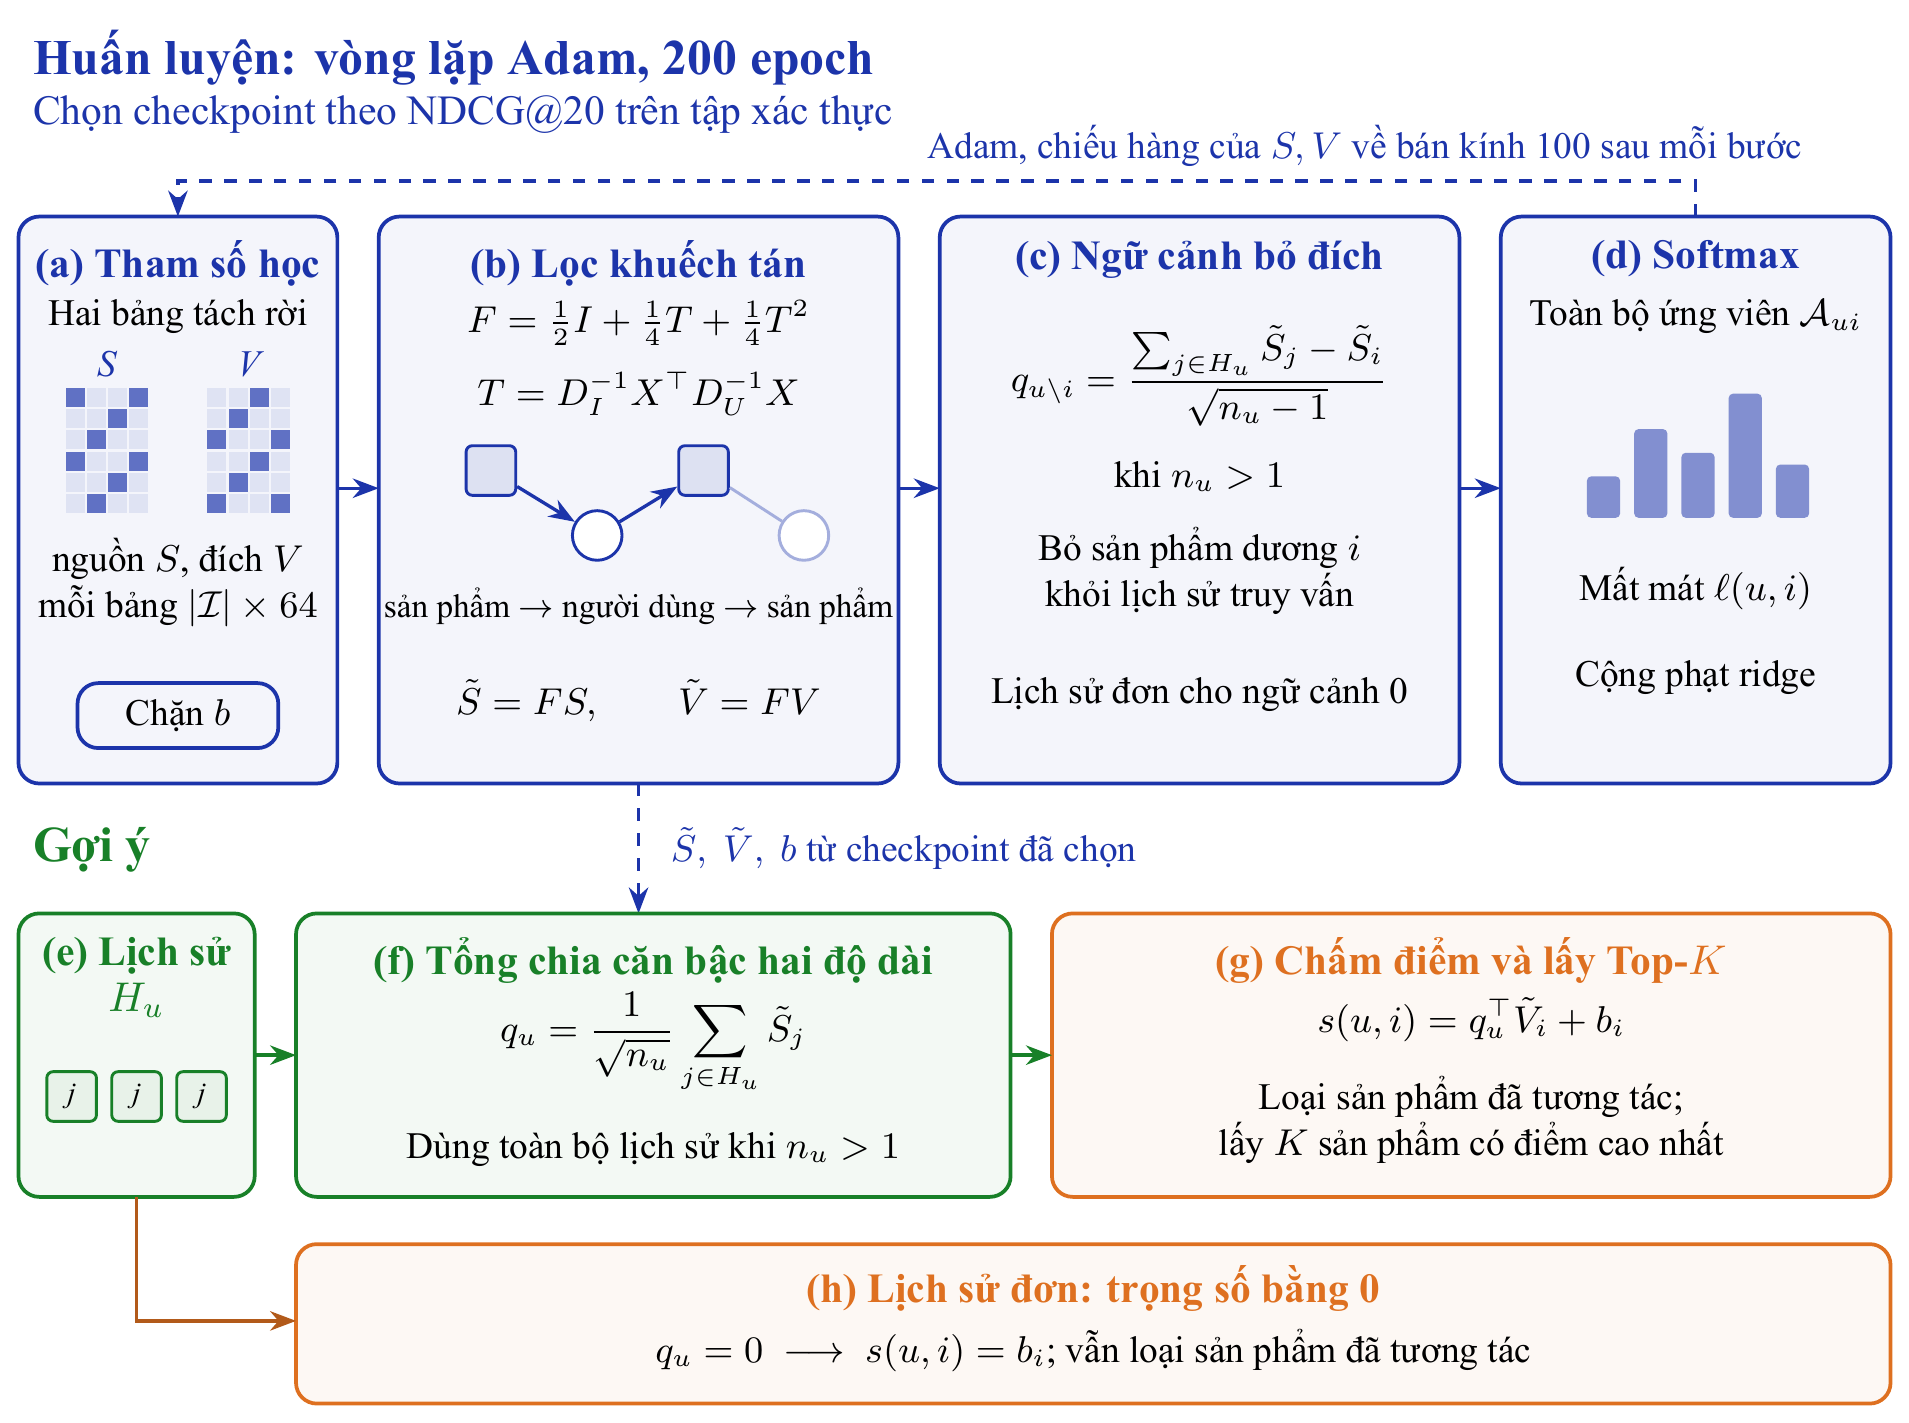 Huấn luyện: vòng lặp Adam, 200 epoch
Chọn checkpoint theo NDCG@20 trên tập xác thực
Adam, chiếu hàng của S, V về bán kính 100 sau mỗi bước
(a) Tham số học
Hai bảng tách rời
S V
nguồn S, đích V
mỗi bảng |ℐ| × 64
Chặn b
(b) Lọc khuếch tán
F = 1/2 I + 1/4 T + 1/4 T²
T = D_I^{-1} X^⊤ D_U^{-1} X
sản phẩm → người dùng → sản phẩm
S̃ = FS, Ṽ = FV
(c) Ngữ cảnh bỏ đích
q_{u\i} = (∑_{j∈H_u} S̃_j − S̃_i) / √(n_u − 1)
khi n_u > 1
Bỏ sản phẩm dương i
khỏi lịch sử truy vấn
Lịch sử đơn cho ngữ cảnh 0
(d) Softmax
Toàn bộ ứng viên 𝒜_{ui}
Mất mát ℓ(u, i)
Cộng phạt ridge
S̃, Ṽ, b từ checkpoint đã chọn
Gợi ý
(e) Lịch sử
H_u
j j j
(f) Tổng chia căn bậc hai độ dài
q_u = 1/√n_u ∑_{j∈H_u} S̃_j
Dùng toàn bộ lịch sử khi n_u > 1
(g) Chấm điểm và lấy Top-K
s(u, i) = q_u^⊤ Ṽ_i + b_i
Loại sản phẩm đã tương tác;
lấy K sản phẩm có điểm cao nhất
(h) Lịch sử đơn: trọng số bằng 0
q_u = 0 ⟶ s(u, i) = b_i; vẫn loại sản phẩm đã tương tác